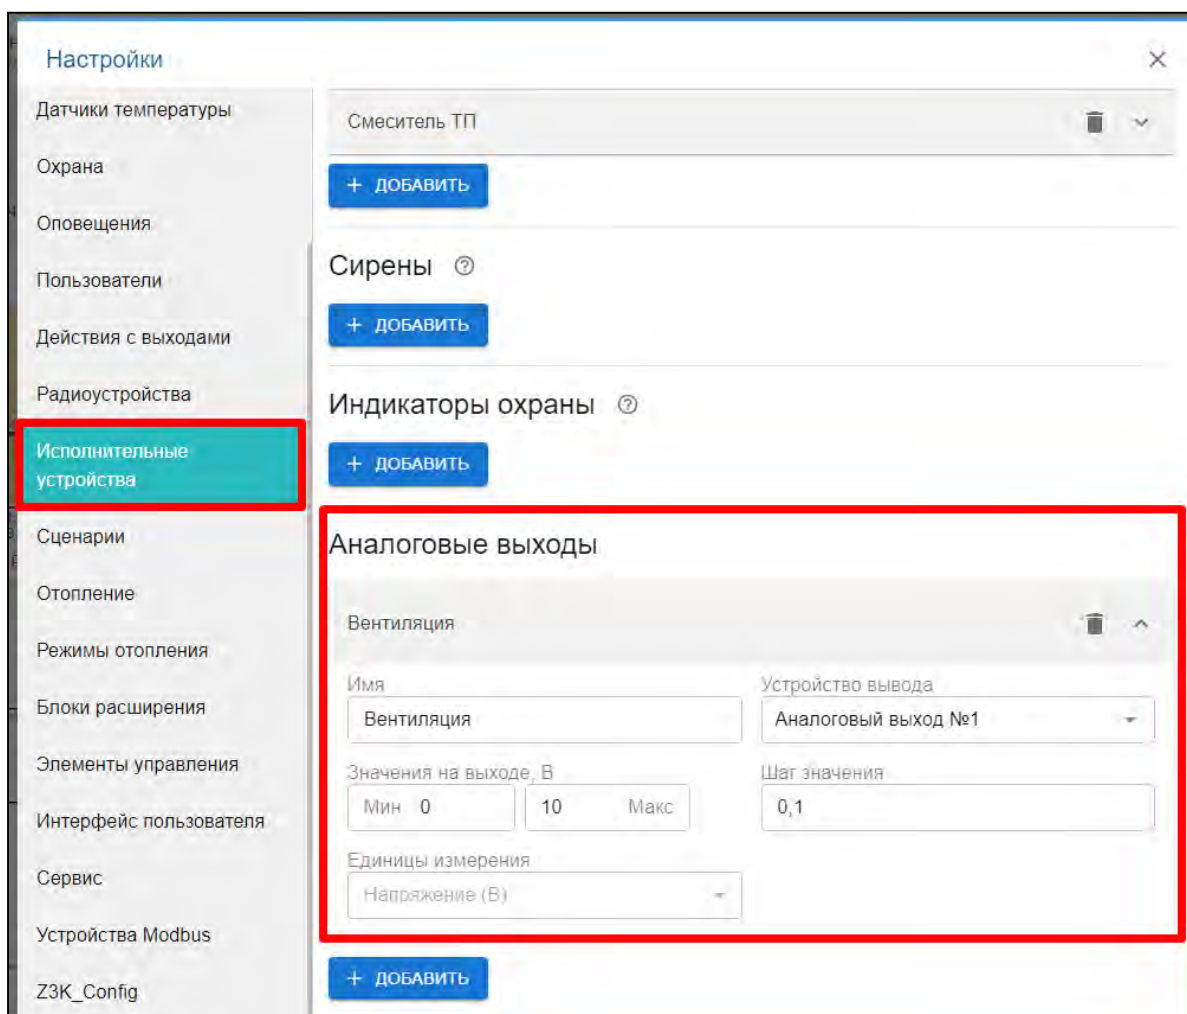 Настройки
Датчики температуры
Охрана
Оповещения
Пользователи
Действия с выходами
Радиоустройства
Исполнительные
устройства
Сценарии
Отопление
Режимы отопления
Блоки расширения
Элементы управления
Интерфейс пользователя
Сервис
Устройства Modbus
Z3K_Config
Смеситель ТП
+ ДОБАВИТЬ
Сирены
+ ДОБАВИТЬ
Индикаторы охраны
+ ДОБАВИТЬ
Аналоговые выходы
Вентиляция
Имя
Вентиляция
Устройство вывода
Аналоговый выход №1
Значения на выходе, В
Мин 0
10 Макс
Шаг значения
0,1
Единицы измерения
Напряжение (В)
+ ДОБАВИТЬ